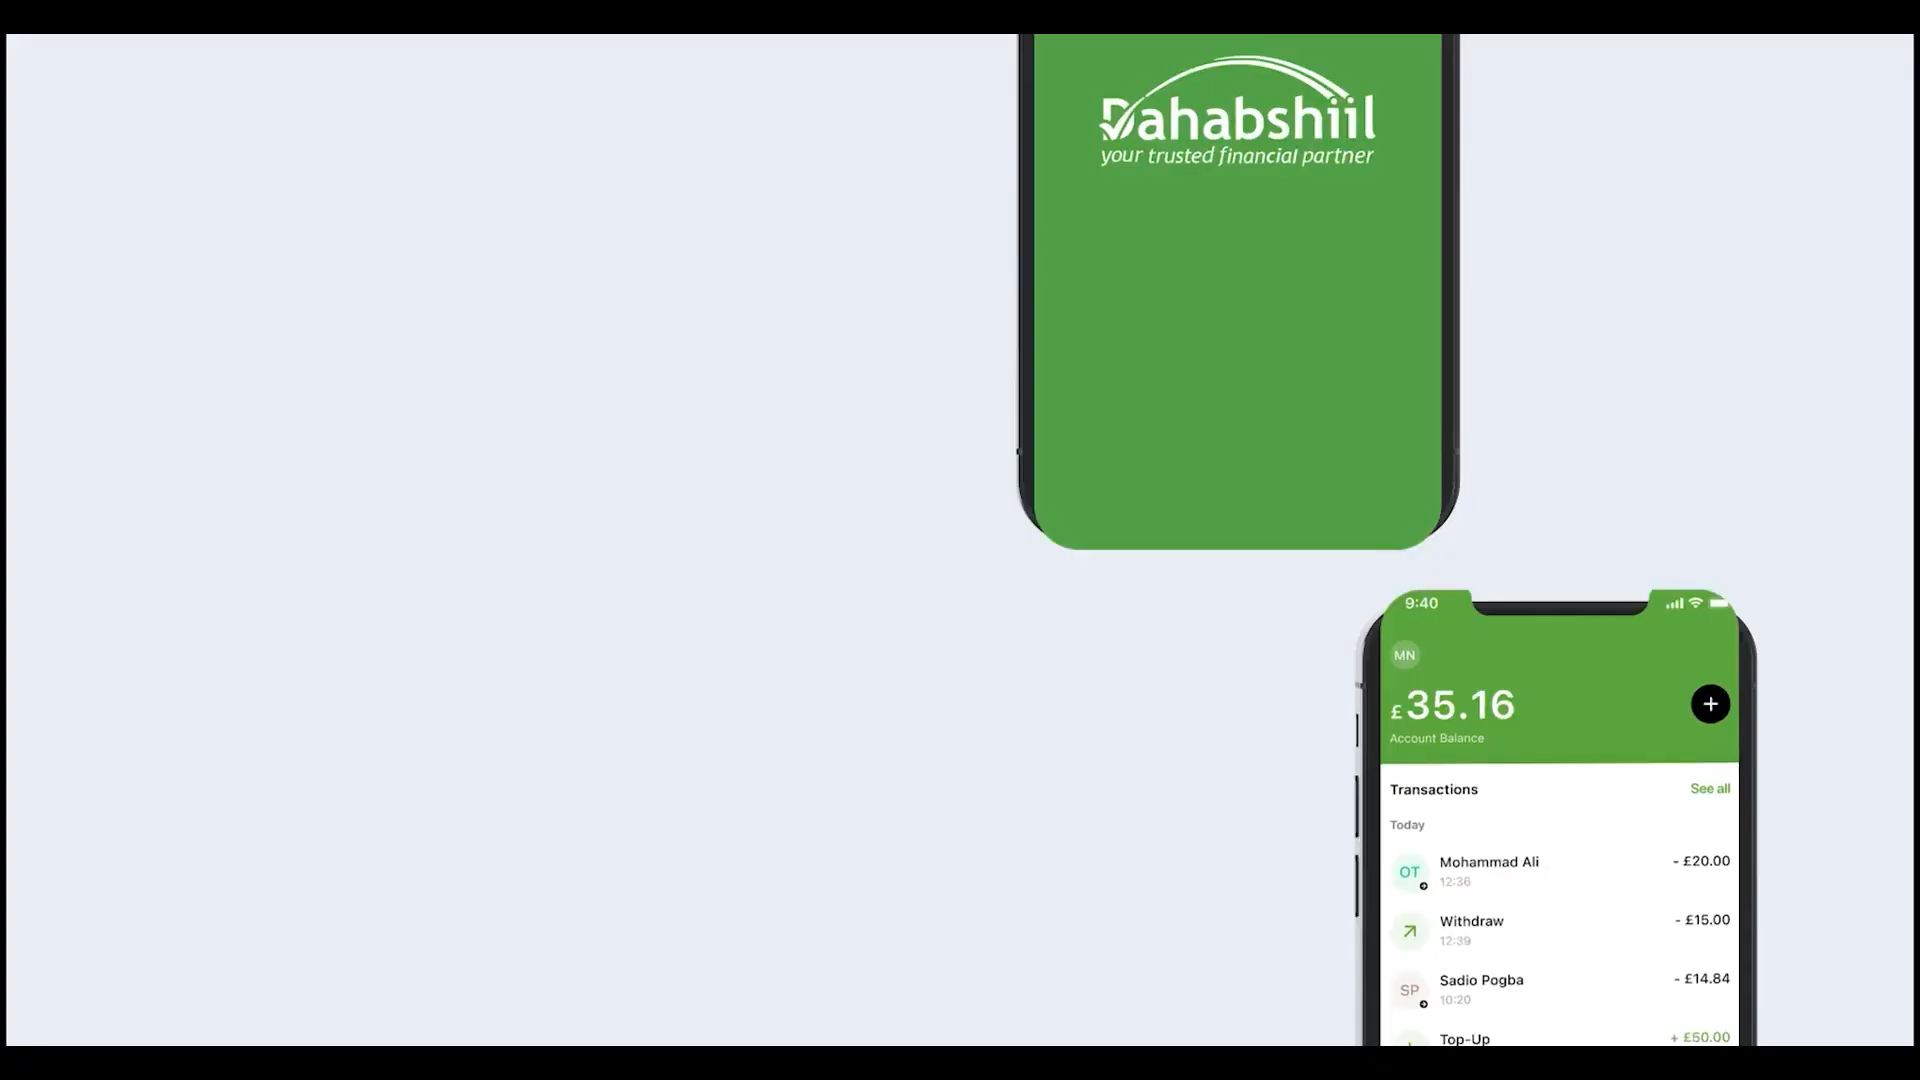 Dahabshiil
your trusted financial partner
9:40
MN
£35.16
+
Account Balance
Transactions See all
Today
OT Mohammad Ali - £20.00
12:36
Withdraw - £15.00
12:39
SP Sadio Pogba - £14.84
10:20
Top-Up + £50.00